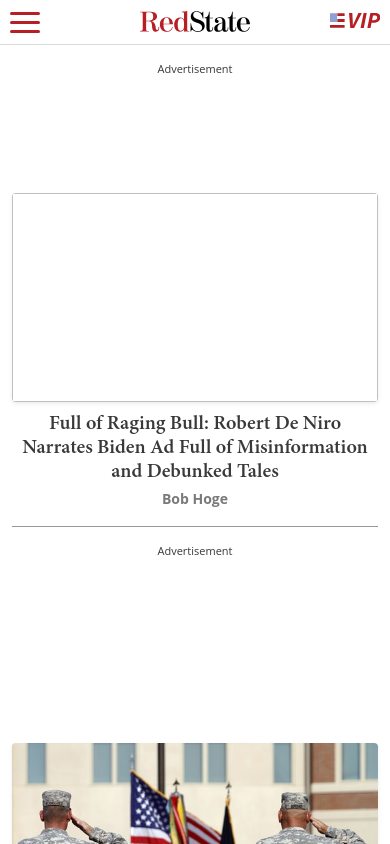 RedState
VIP
Advertisement
Full of Raging Bull: Robert De Niro
Narrates Biden Ad Full of Misinformation
and Debunked Tales
Bob Hoge
Advertisement